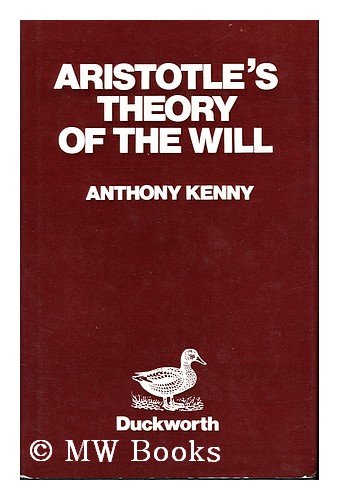 ARISTOTLE'S
THEORY
OF THE WILL
ANTHONY KENNY
Duckworth
© MW Books